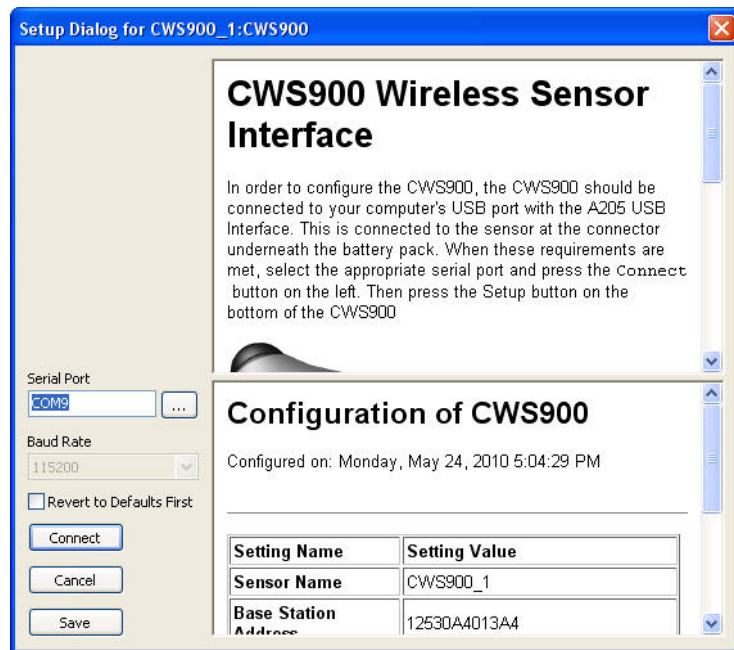 Setup Dialog for CWS900_1:CWS900
CWS900 Wireless Sensor
Interface
In order to configure the CWS900, the CWS900 should be
connected to your computer's USB port with the A205 USB
Interface. This is connected to the sensor at the connector
underneath the battery pack. When these requirements are
met, select the appropriate serial port and press the Connect
button on the left. Then press the Setup button on the
bottom of the CWS900
Serial Port
COM9
...
Baud Rate
115200
Revert to Defaults First
Connect
Cancel
Save
Configuration of CWS900
Configured on: Monday, May 24, 2010 5:04:29 PM
Setting Name Setting Value
Sensor Name CWS900_1
Base Station
Address 12530A4013A4